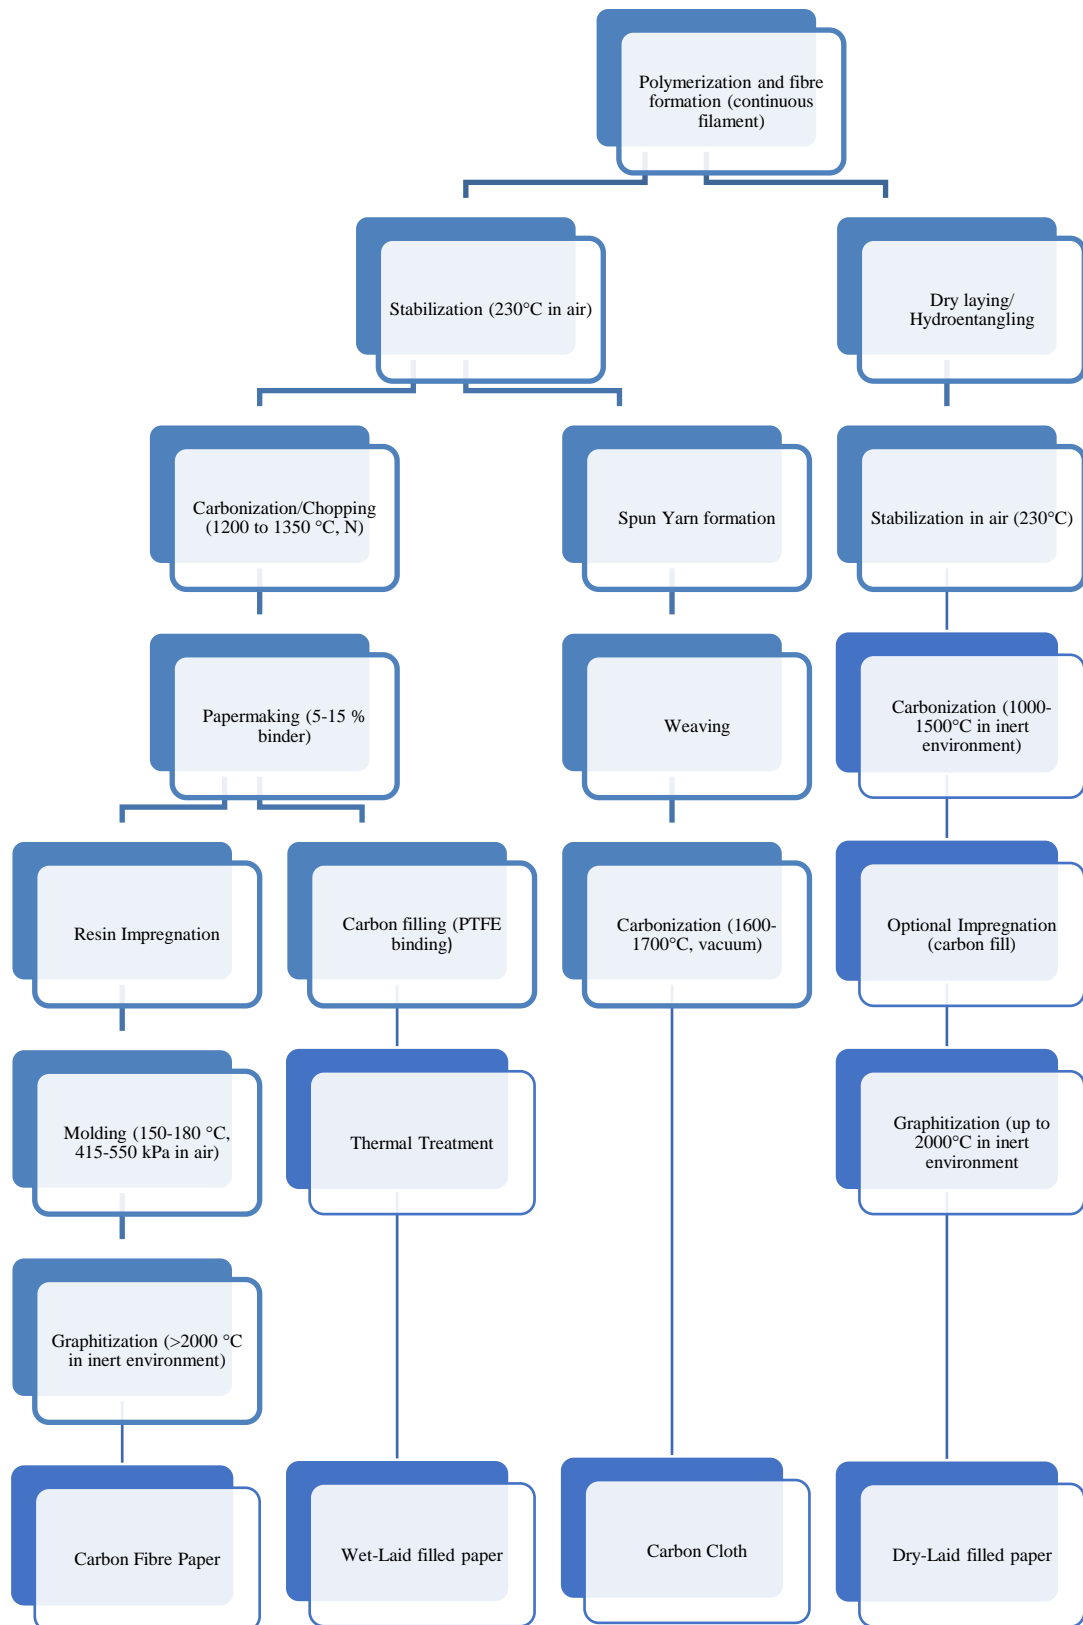 Polymerization and fibre
formation (continuous
filament)
Stabilization (230°C in air)
Dry laying/
Hydroentangling
Carbonization/Chopping
(1200 to 1350 °C, N)
Spun Yarn formation
Stabilization in air (230°C)
Papermaking (5-15 %
binder)
Weaving
Carbonization (1000-
1500°C in inert
environment)
Resin Impregnation
Carbon filling (PTFE
binding)
Carbonization (1600-
1700°C, vacuum)
Optional Impregnation
(carbon fill)
Molding (150-180 °C,
415-550 kPa in air)
Thermal Treatment
Graphitization (up to
2000°C in inert
environment
Graphitization (>2000 °C
in inert environment)
Carbon Fibre Paper
Wet-Laid filled paper
Carbon Cloth
Dry-Laid filled paper